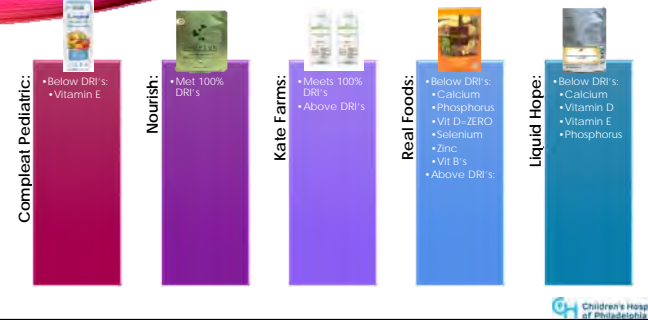 Compleat Pediatric:
•Below DRI's:
•Vitamin E
Nourish:
•Met 100%
DRI's
Kate Farms:
•Meets 100%
DRI's
•Above DRI's
Real Foods:
•Below DRI's:
•Calcium
•Phosphorus
•Vit D=ZERO
•Selenium
•Zinc
•Vit B's
•Above DRI's:
Liquid Hope:
•Below DRI's:
•Calcium
•Vitamin D
•Vitamin E
•Phosphorus
Children's Hosp
of Philadelphia